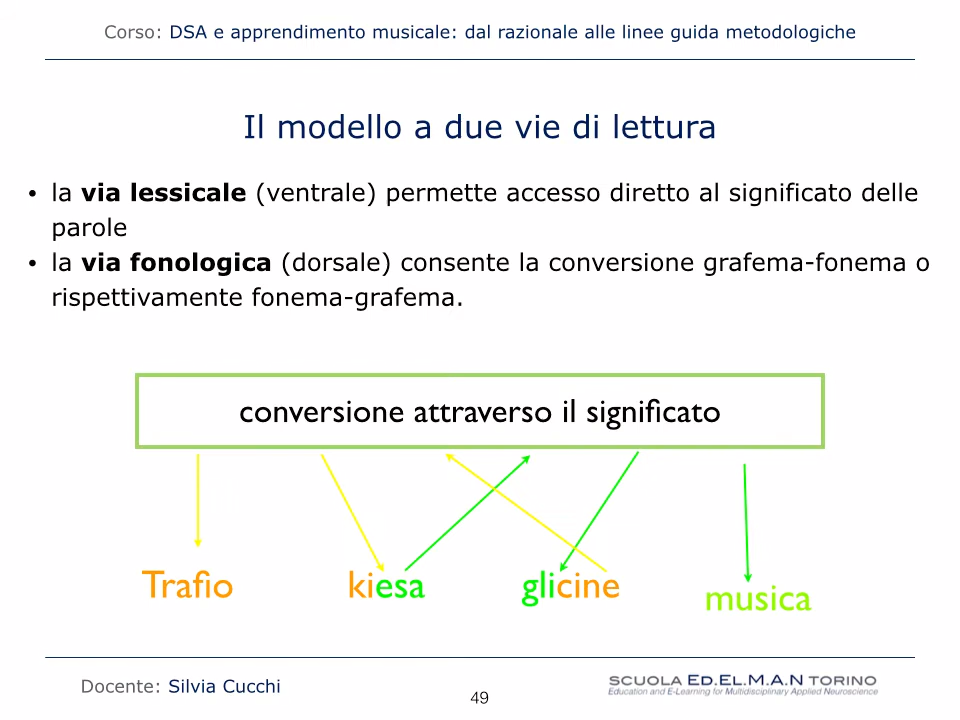 Corso: DSA e apprendimento musicale: dal razionale alle linee guida metodologiche
Il modello a due vie di lettura
• la via lessicale (ventrale) permette accesso diretto al significato delle
parole
• la via fonologica (dorsale) consente la conversione grafema-fonema o
rispettivamente fonema-grafema.
conversione attraverso il significato
Trafio kiesa glicine musica
Docente: Silvia Cucchi
49
SCUOLA ED.EL.M.A.N TORINO
Education and E-Learning for Multidisciplinary Applied Neuroscience